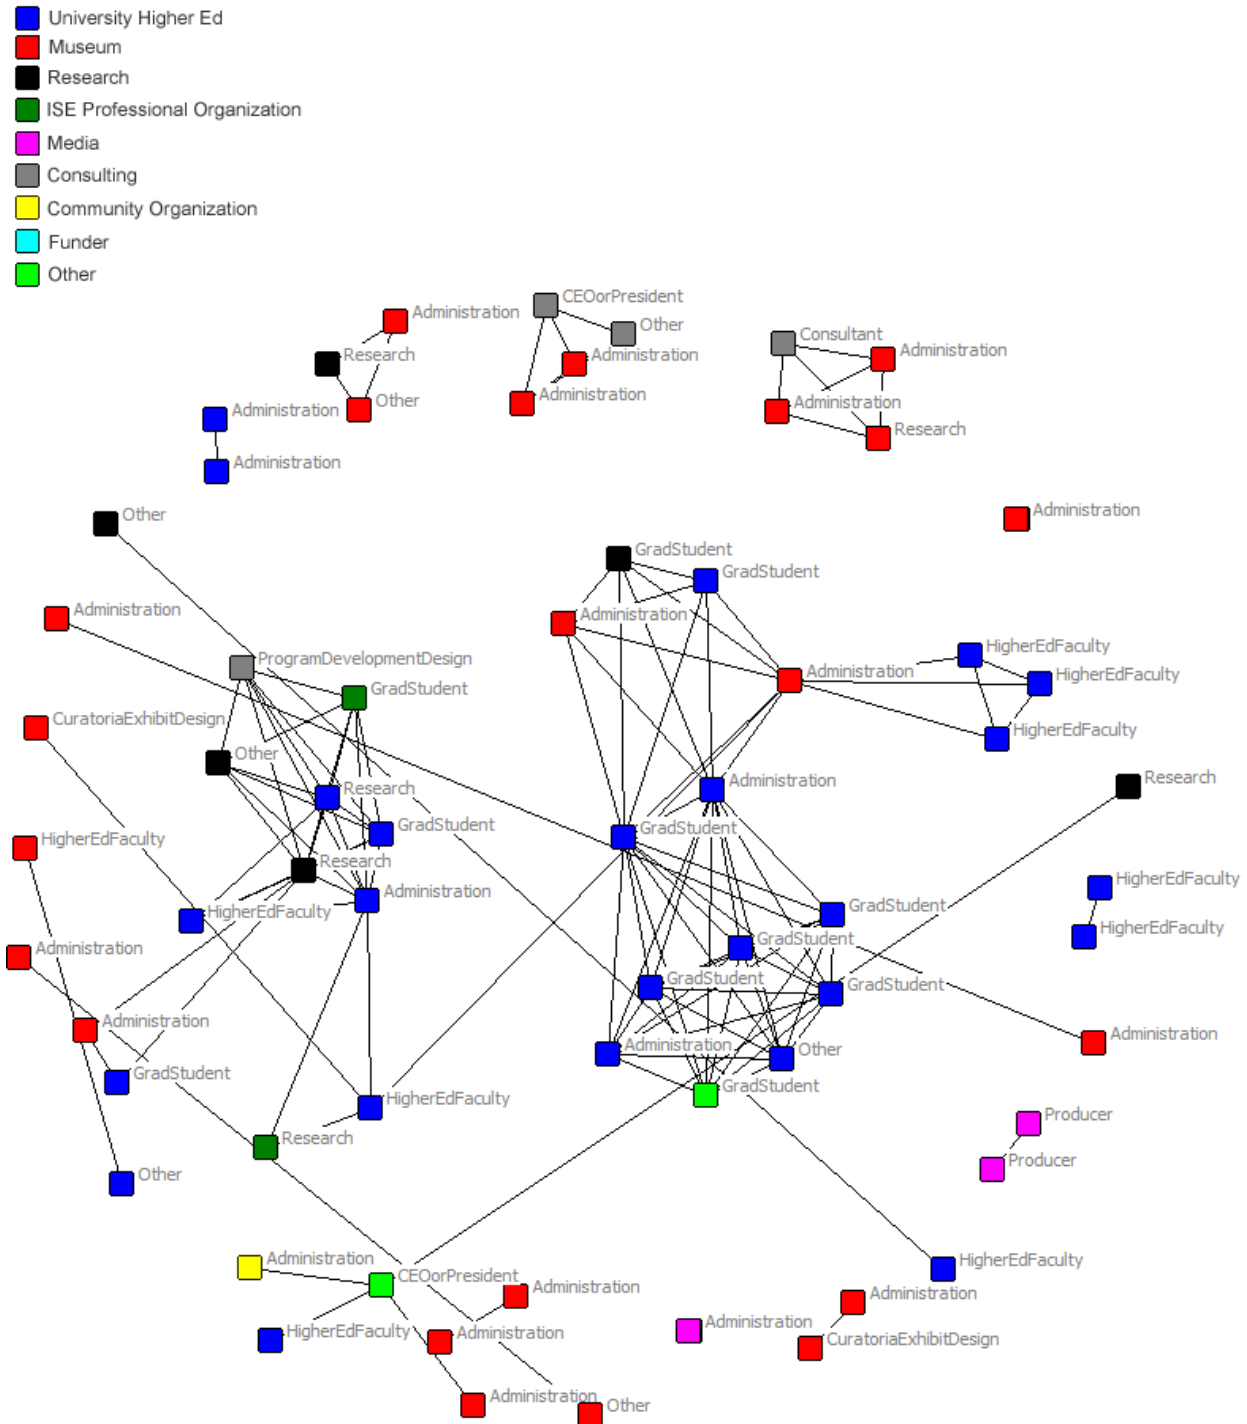 University Higher Ed
Museum
Research
ISE Professional Organization
Media
Consulting
Community Organization
Funder
Other
CEOorPresident
Administration
Other
Consultant
Research
Administration
Administration
Administration
Other
Administration
Administration
Administration
Research
Administration
Other
Administration
GradStudent
GradStudent
Administration
Administration
HigherEdFaculty
ProgramDevelopmentDesign
Administration
HigherEdFaculty
GradStudent
CuratoriaExhibitDesign
HigherEdFaculty
Other
Research
Administration
Research
GradStudent
GradStudent
HigherEdFaculty
Research
HigherEdFaculty
Administration
GradStudent
HigherEdFaculty
HigherEdFaculty
GradStudent
Administration
GradStudent
GradStudent
Administration
Administration
Administration
Other
GradStudent
GradStudent
HigherEdFaculty
Producer
Research
Producer
Other
Administration
HigherEdFaculty
CEOorPresident
Administration
Administration
HigherEdFaculty
Administration
Administration
CuratoriaExhibitDesign
Administration
Other